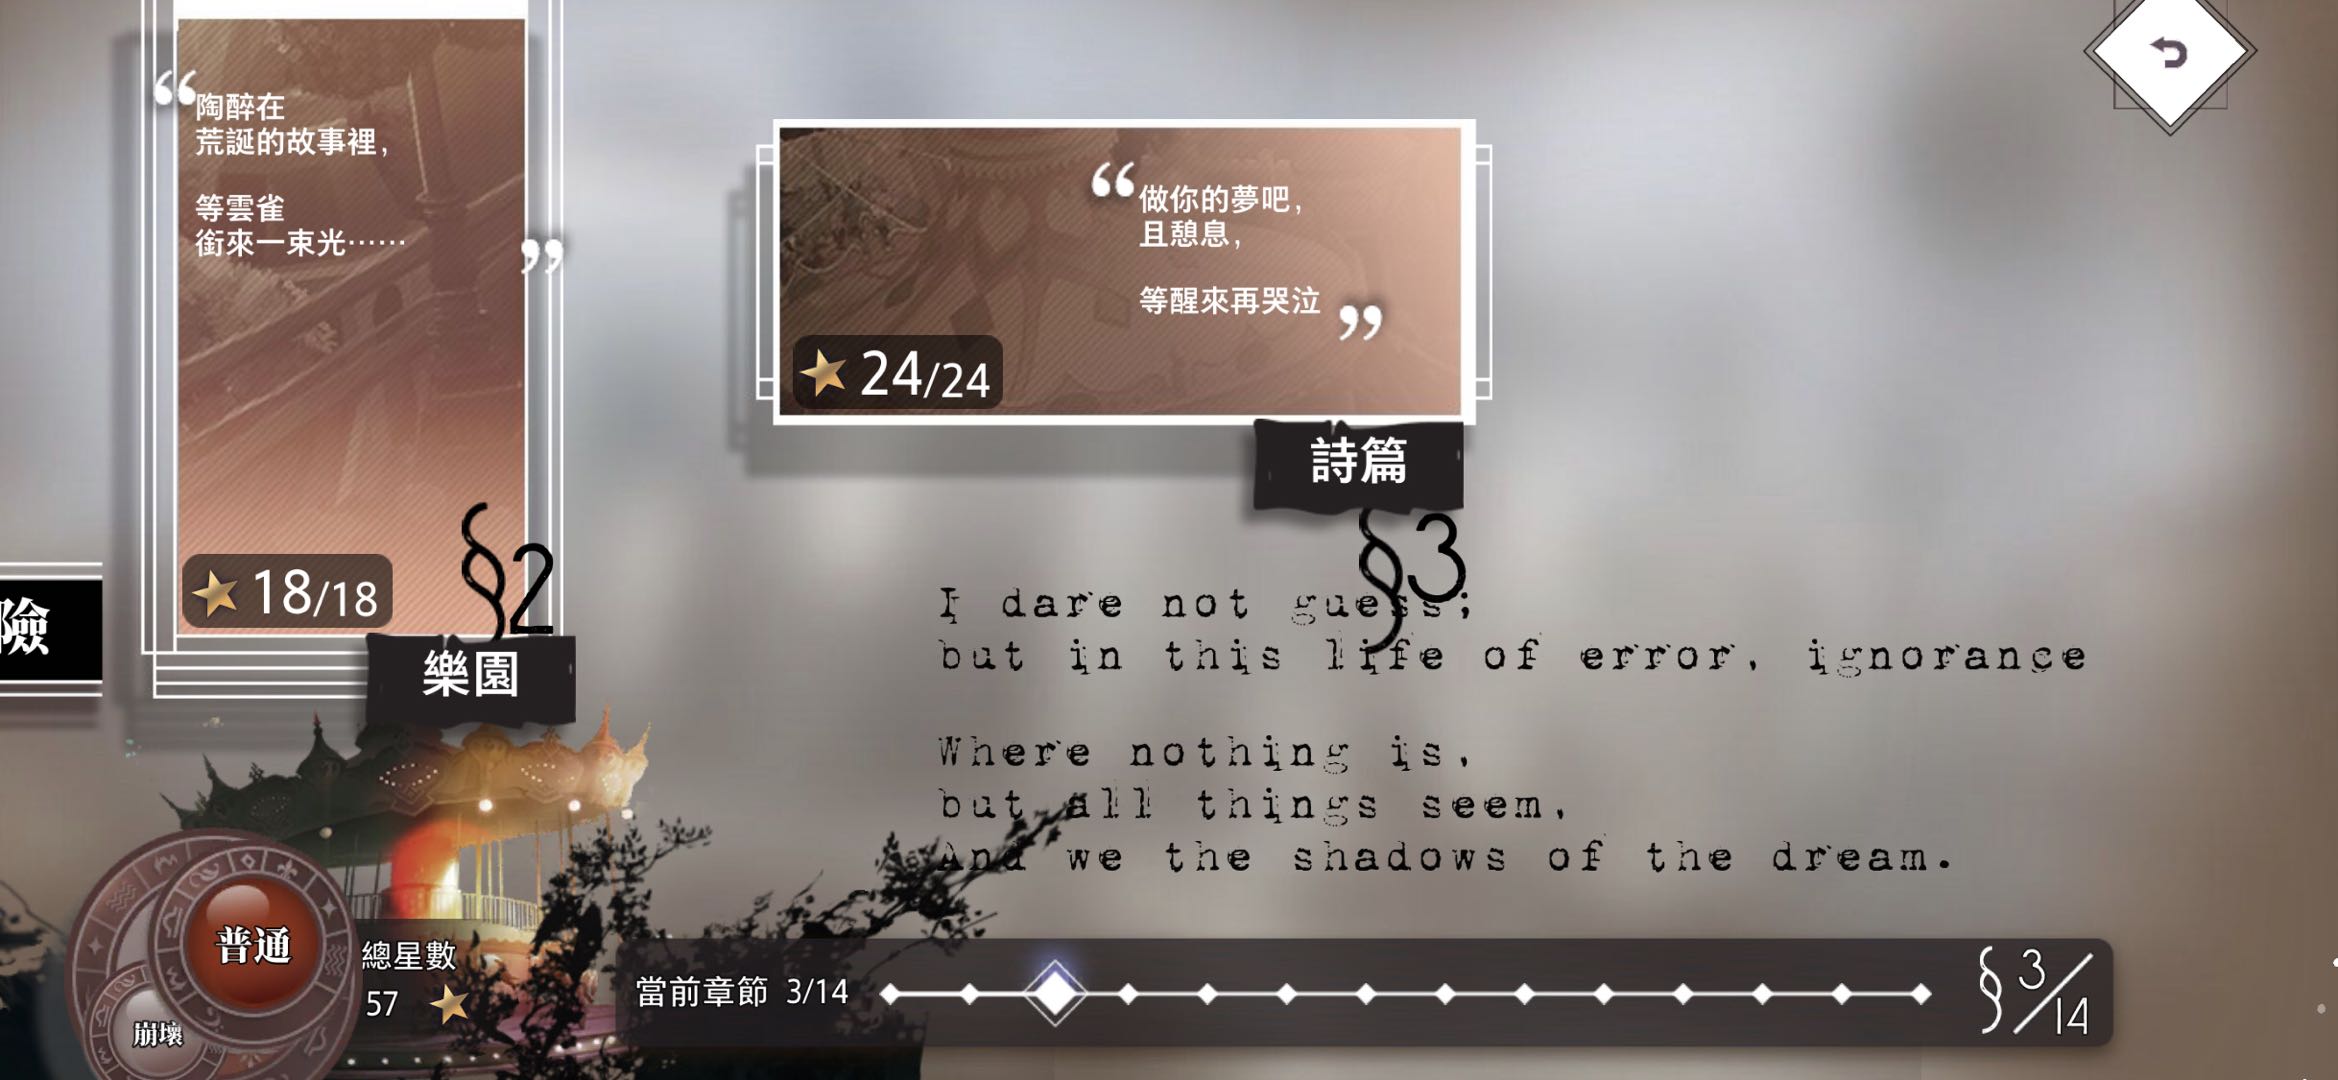 陶醉在
荒誕的故事裡，
等雲雀
銜來一束光……
18/18
§2
樂園
險
做你的夢吧，
且憩息，
等醒來再哭泣
24/24
詩篇
§3
I dare not guess;
but in this life of error, ignorance
Where nothing is,
but all things seem,
And we the shadows of the dream.
普通
崩壞
總星數
57
當前章節 3/14
§3/14